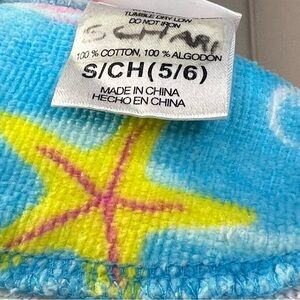 TUMBLE DRY LOW
DO NOT IRON
SCHARI
100 % COTTON, 100 % ALGODON
S/CH (5/6)
MADE IN CHINA
HECHO EN CHINA